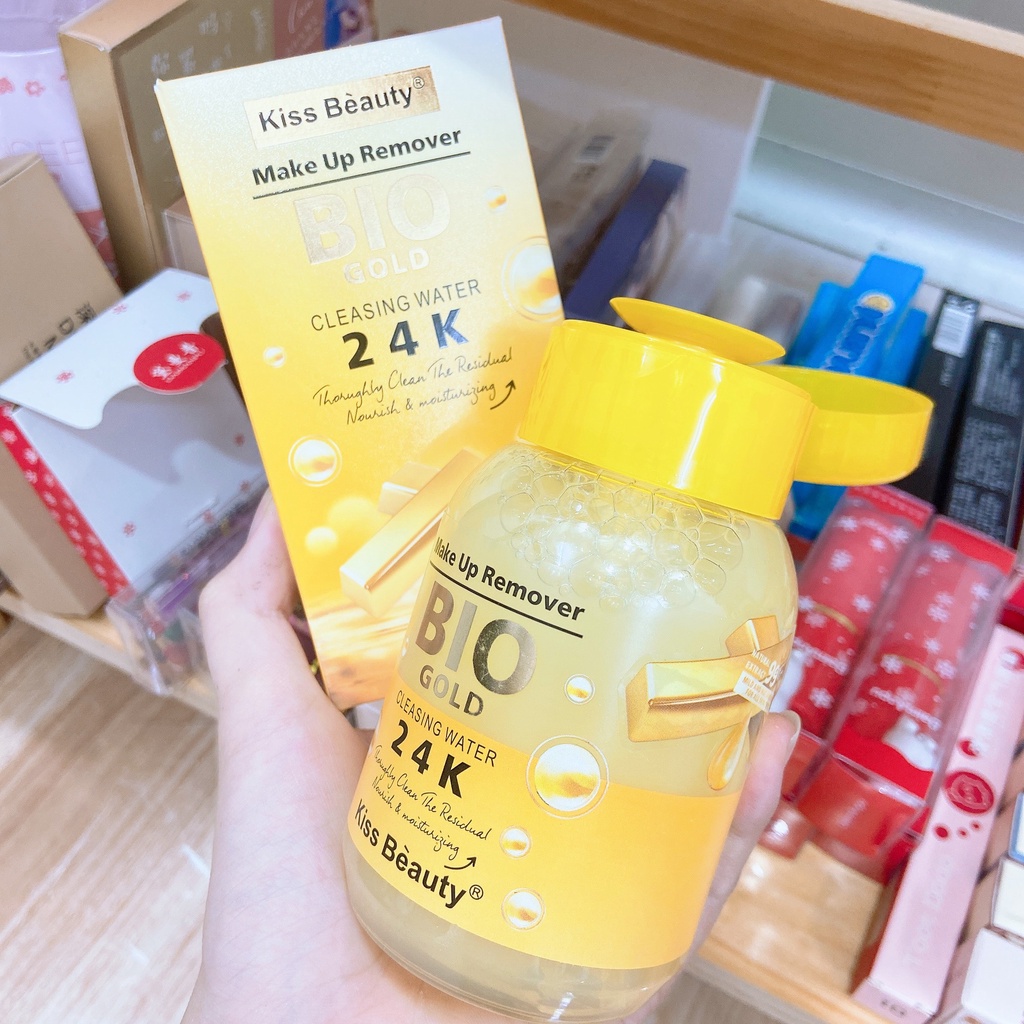 Kiss Bèauty®
Make Up Remover
BIO
GOLD
CLEASING WATER
24K
Thoroughly Clean The Residual
Nourish & moisturizing
Make Up Remover
BIO
GOLD
CLEASING WATER
24K
Thoroughly Clean The Residual
Nourish & moisturizing
Kiss Bèauty®